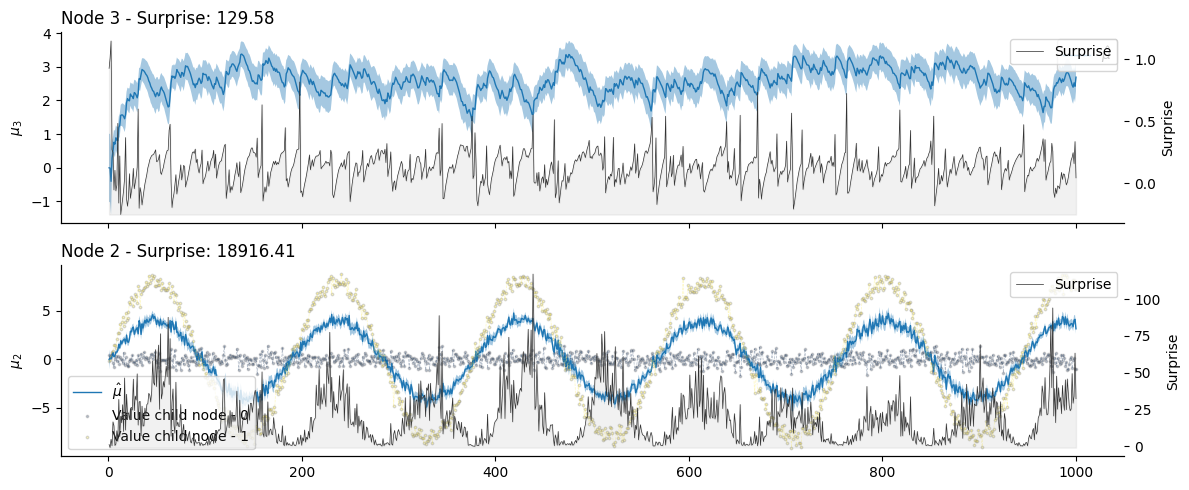 Node 3 - Surprise: 129.58
4
3
2
1
0
−1
μ3
Surprise
1.0
0.5
0.0
Surprise
Node 2 - Surprise: 18916.41
5
0
−5
μ2
μ̂
Value child node - 0
Value child node - 1
Surprise
100
75
50
25
0
Surprise
0
200
400
600
800
1000